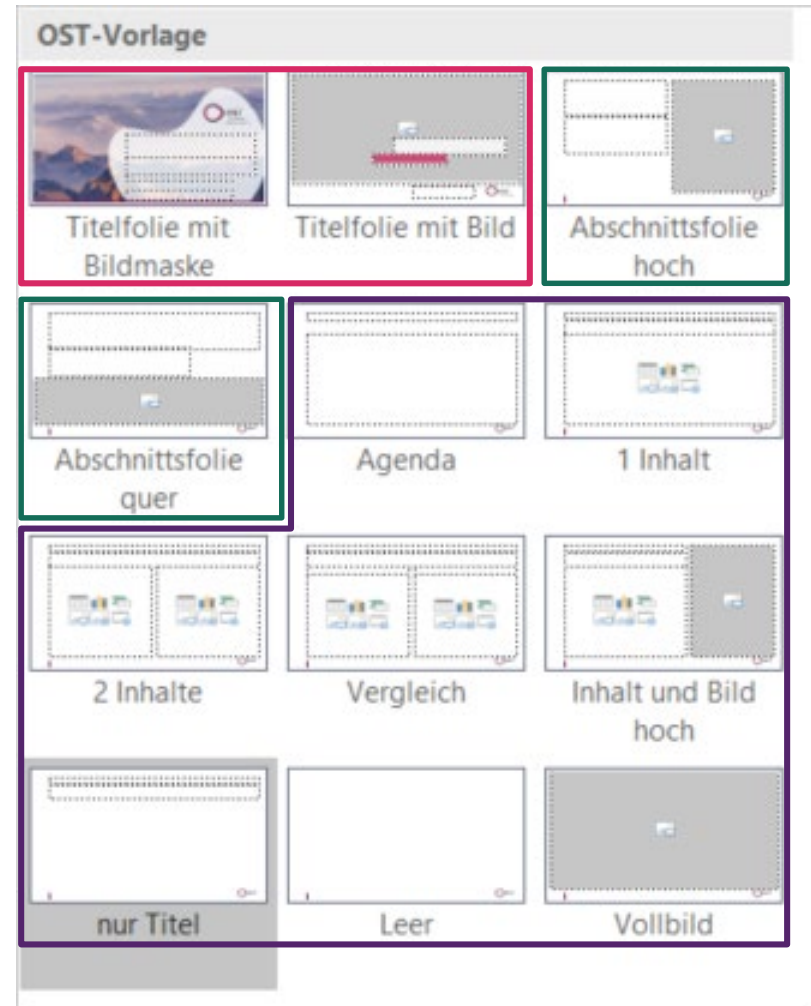 OST-Vorlage
Titelfolie mit
Bildmaske
Titelfolie mit Bild
Abschnittsfolie
hoch
Abschnittsfolie
quer
Agenda
1 Inhalt
2 Inhalte
Vergleich
Inhalt und Bild
hoch
nur Titel
Leer
Vollbild